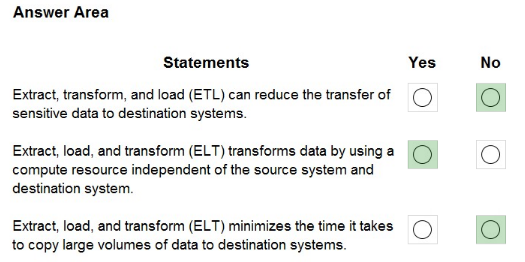 Answer Area
Statements Yes No
Extract, transform, and load (ETL) can reduce the transfer of
sensitive data to destination systems.
Extract, load, and transform (ELT) transforms data by using a
compute resource independent of the source system and
destination system.
Extract, load, and transform (ELT) minimizes the time it takes
to copy large volumes of data to destination systems.